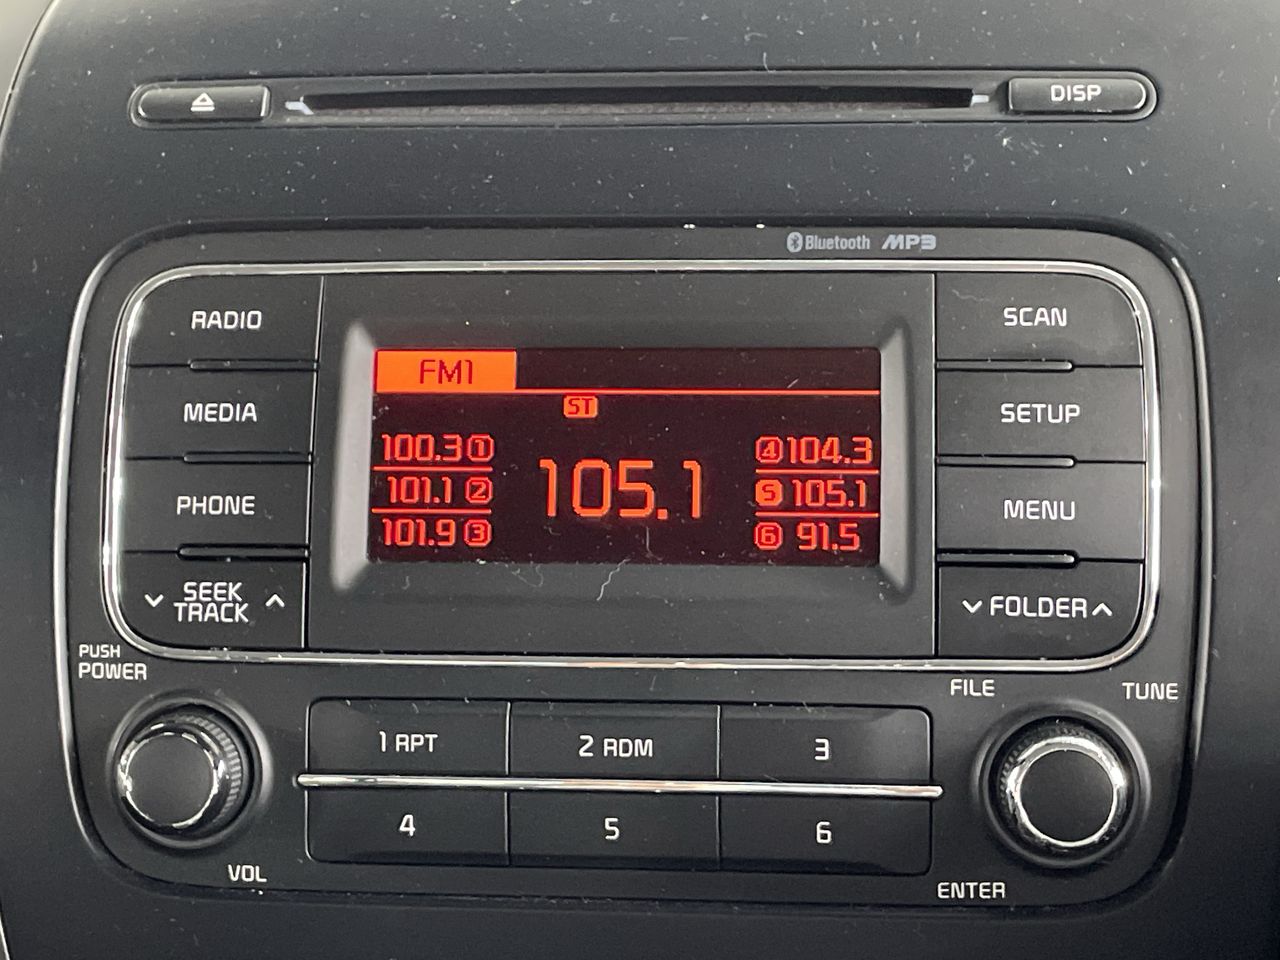 DISP
Bluetooth MP3
RADIO
MEDIA
PHONE
SEEK
TRACK
FM1
ST
100.3 1
101.1 2
101.9 3
105.1
4 104.3
5 105.1
6 91.5
SCAN
SETUP
MENU
FOLDER
PUSH
POWER
VOL
1 RPT
2 RDM
3
4
5
6
FILE
TUNE
ENTER